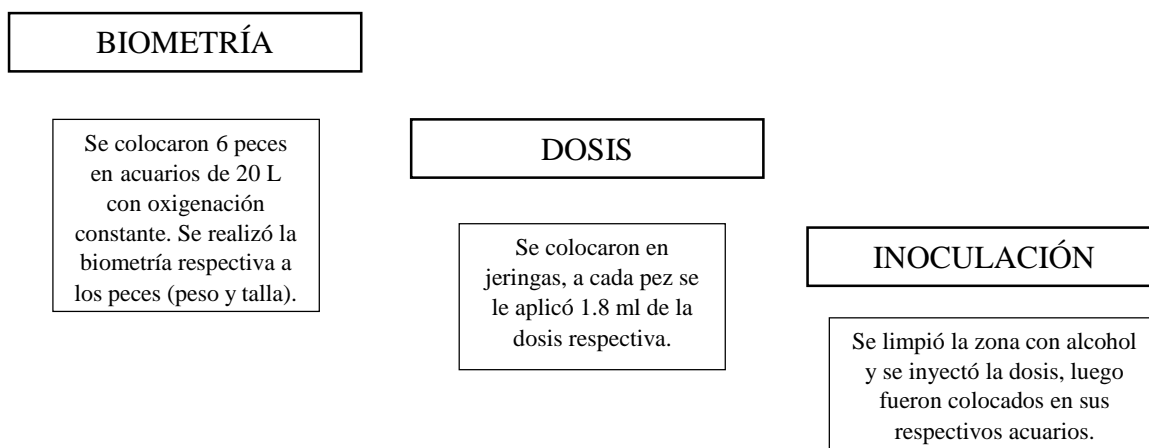 BIOMETRÍA
Se colocaron 6 peces
en acuarios de 20 L
con oxigenación
constante. Se realizó la
biometría respectiva a
los peces (peso y talla).
DOSIS
Se colocaron en
jeringas, a cada pez se
le aplicó 1.8 ml de la
dosis respectiva.
INOCULACIÓN
Se limpió la zona con alcohol
y se inyectó la dosis, luego
fueron colocados en sus
respectivos acuarios.